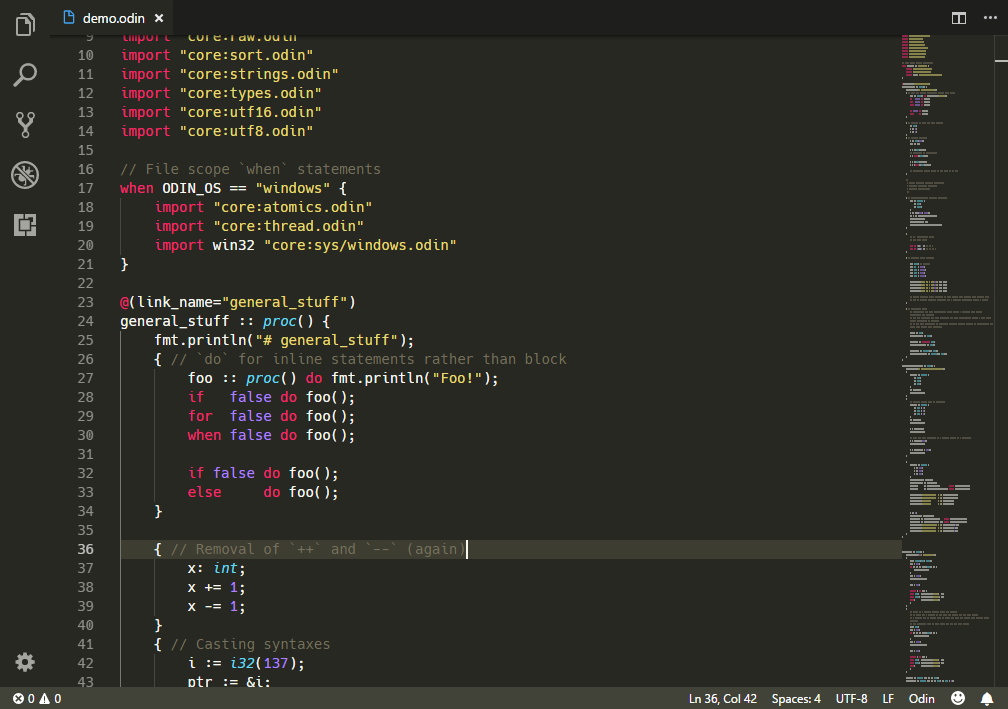 demo.odin ×
9 import "core:raw.odin"
10 import "core:sort.odin"
11 import "core:strings.odin"
12 import "core:types.odin"
13 import "core:utf16.odin"
14 import "core:utf8.odin"
15
16 // File scope `when` statements
17 when ODIN_OS == "windows" {
18     import "core:atomics.odin"
19     import "core:thread.odin"
20     import win32 "core:sys/windows.odin"
21 }
22
23 @(link_name="general_stuff")
24 general_stuff :: proc() {
25     fmt.println("# general_stuff");
26     { // `do` for inline statements rather than block
27         foo :: proc() do fmt.println("Foo!");
28         if   false do foo();
29         for  false do foo();
30         when false do foo();
31
32         if false do foo();
33         else     do foo();
34     }
35
36     { // Removal of `++` and `--` (again)
37         x: int;
38         x += 1;
39         x -= 1;
40     }
41     { // Casting syntaxes
42         i := i32(137);
43         ptr := &i;
0 0 Ln 36, Col 42 Spaces: 4 UTF-8 LF Odin